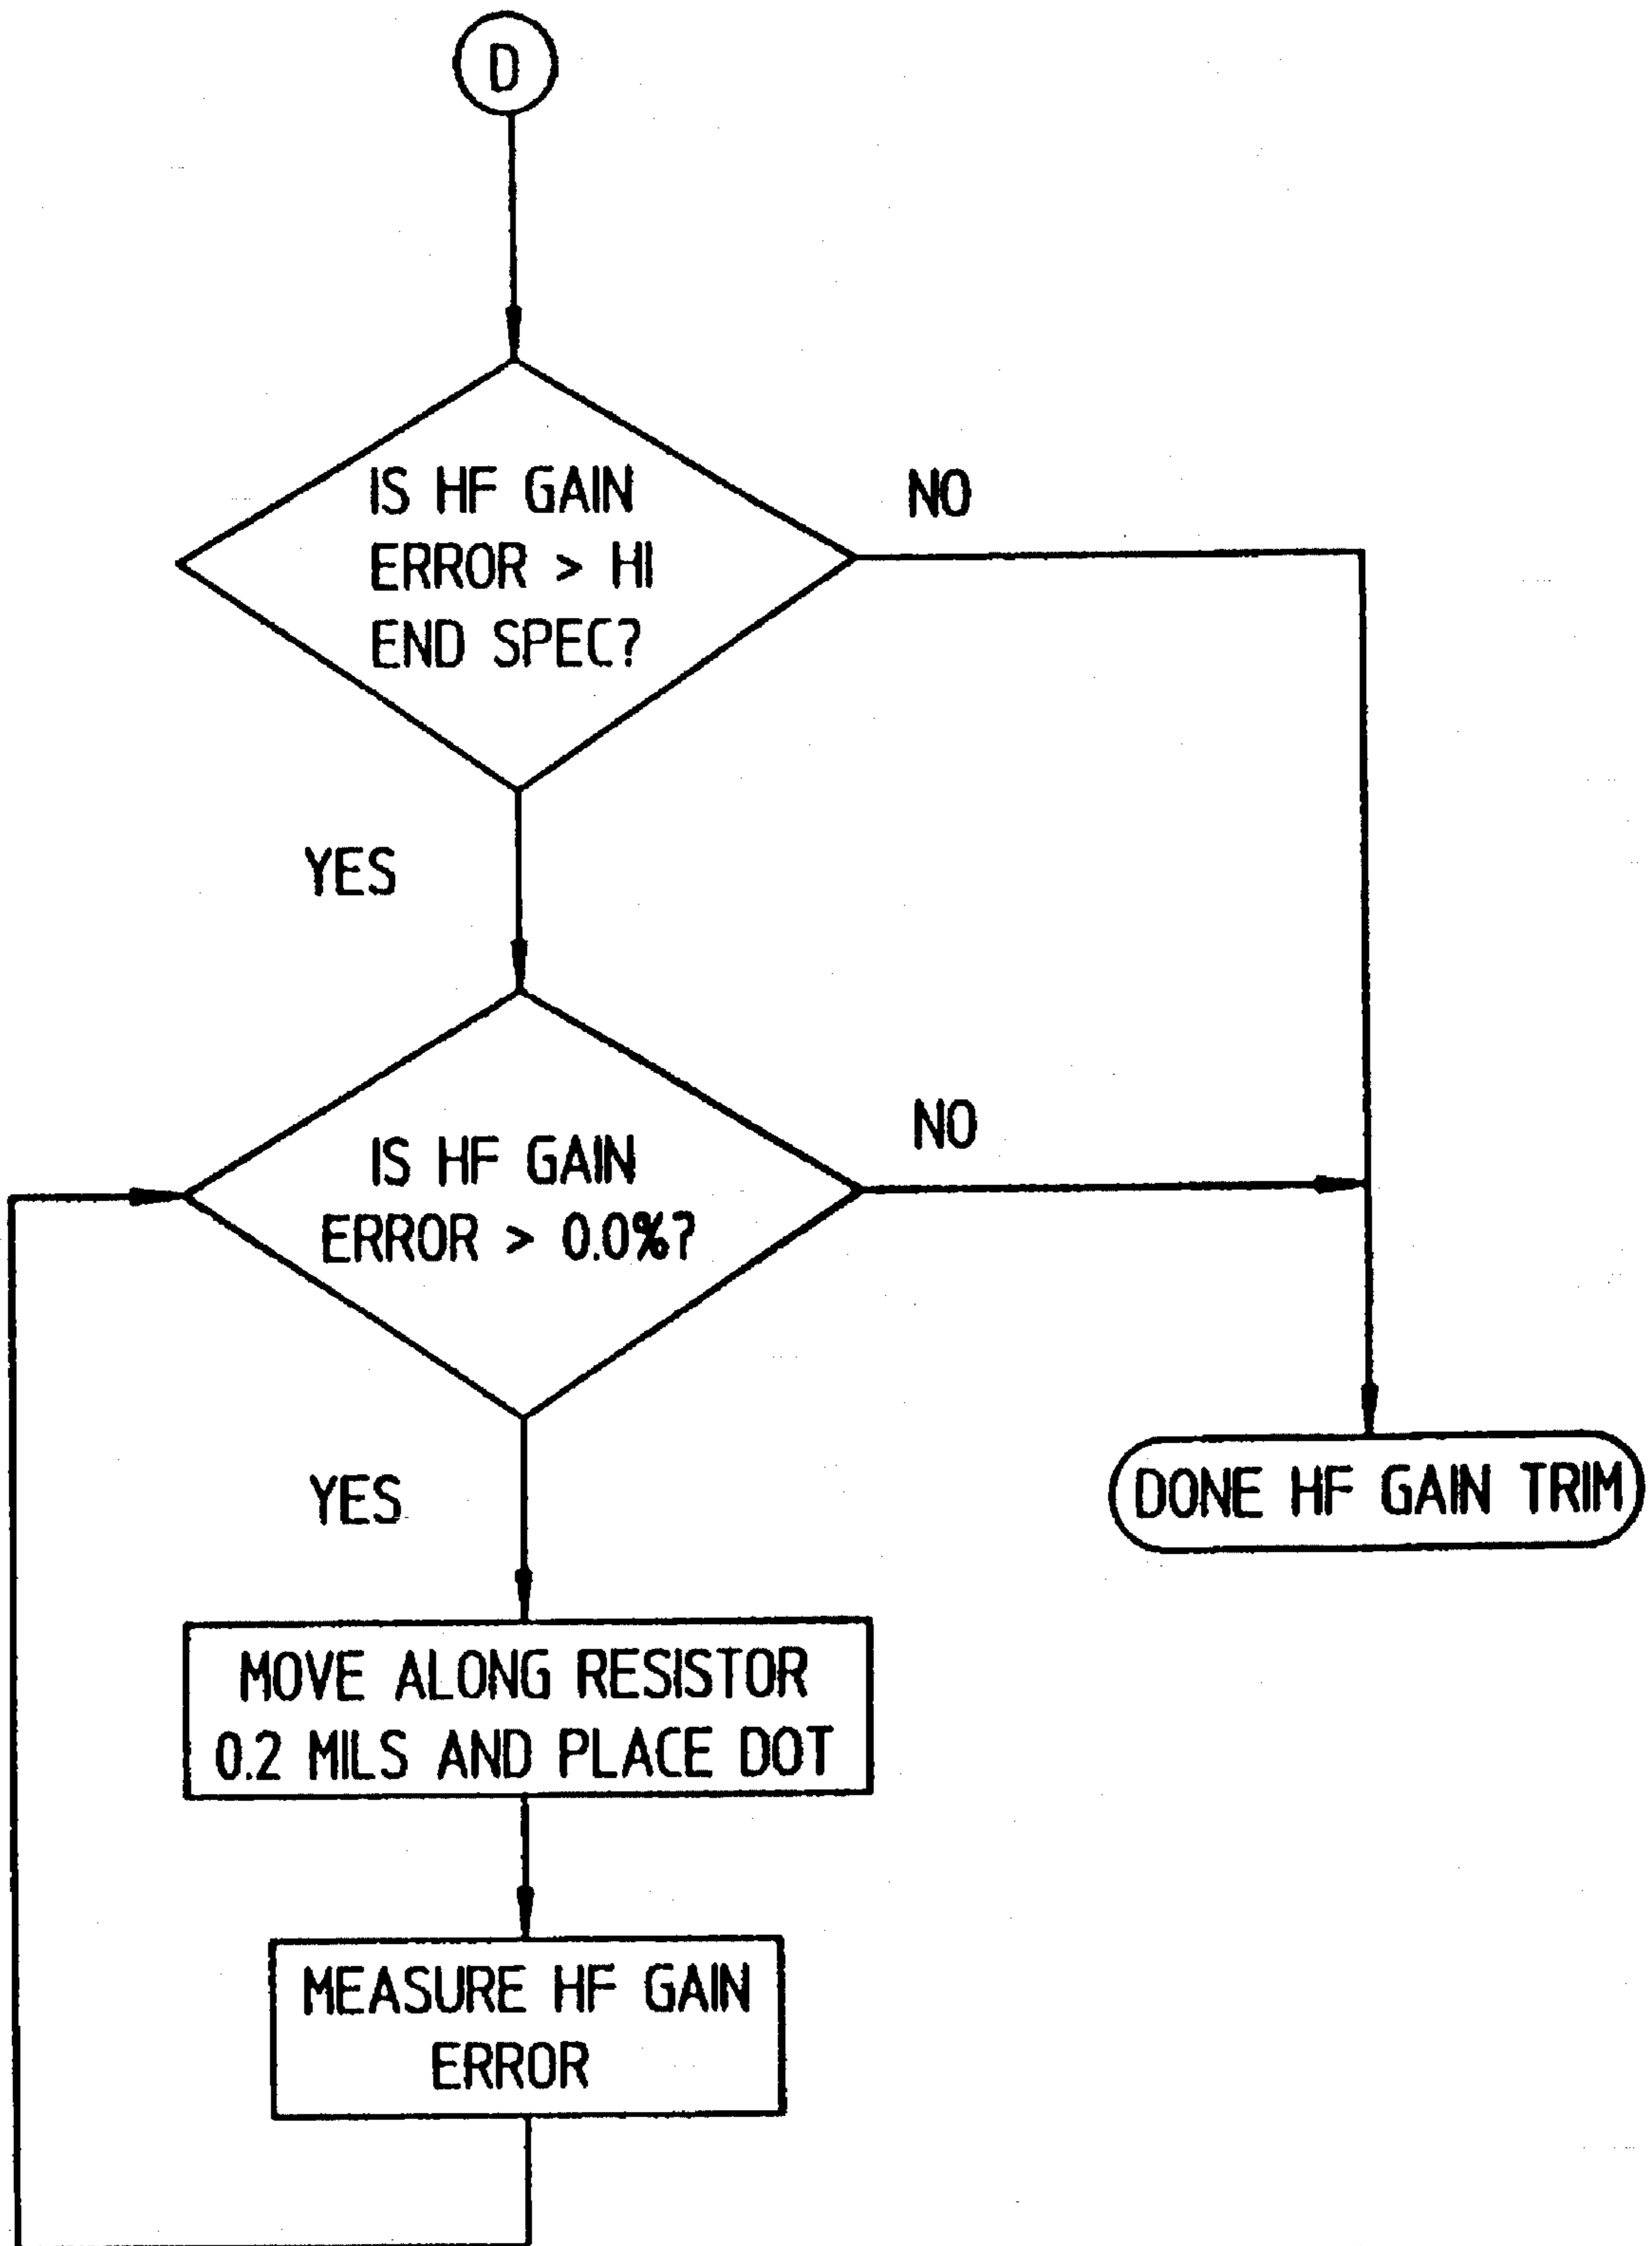 D
IS HF GAIN
ERROR > HI
END SPEC?
NO
YES
IS HF GAIN
ERROR > 0.0%?
NO
YES
DONE HF GAIN TRIM
MOVE ALONG RESISTOR
0.2 MILS AND PLACE DOT
MEASURE HF GAIN
ERROR